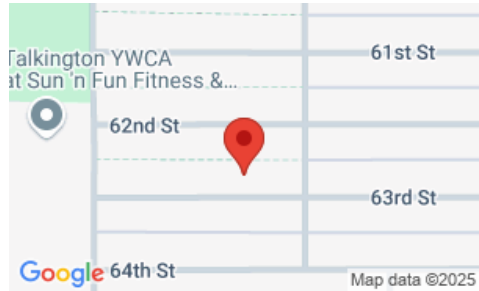 61st St
Talkington YWCA
at Sun 'n Fun Fitness &...
62nd St
63rd St
64th St
Google
Map data ©2025